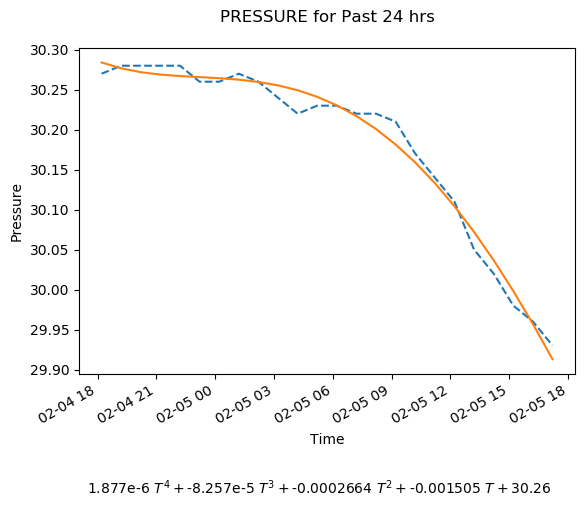 PRESSURE for Past 24 hrs
30.30
30.25
30.20
30.15
30.10
30.05
30.00
29.95
29.90
Pressure
02-04 18 02-04 21 02-05 00 02-05 03 02-05 06 02-05 09 02-05 12 02-05 15 02-05 18
Time
1.877e-6 T⁴ + -8.257e-5 T³ + -0.0002664 T² + -0.001505 T + 30.26